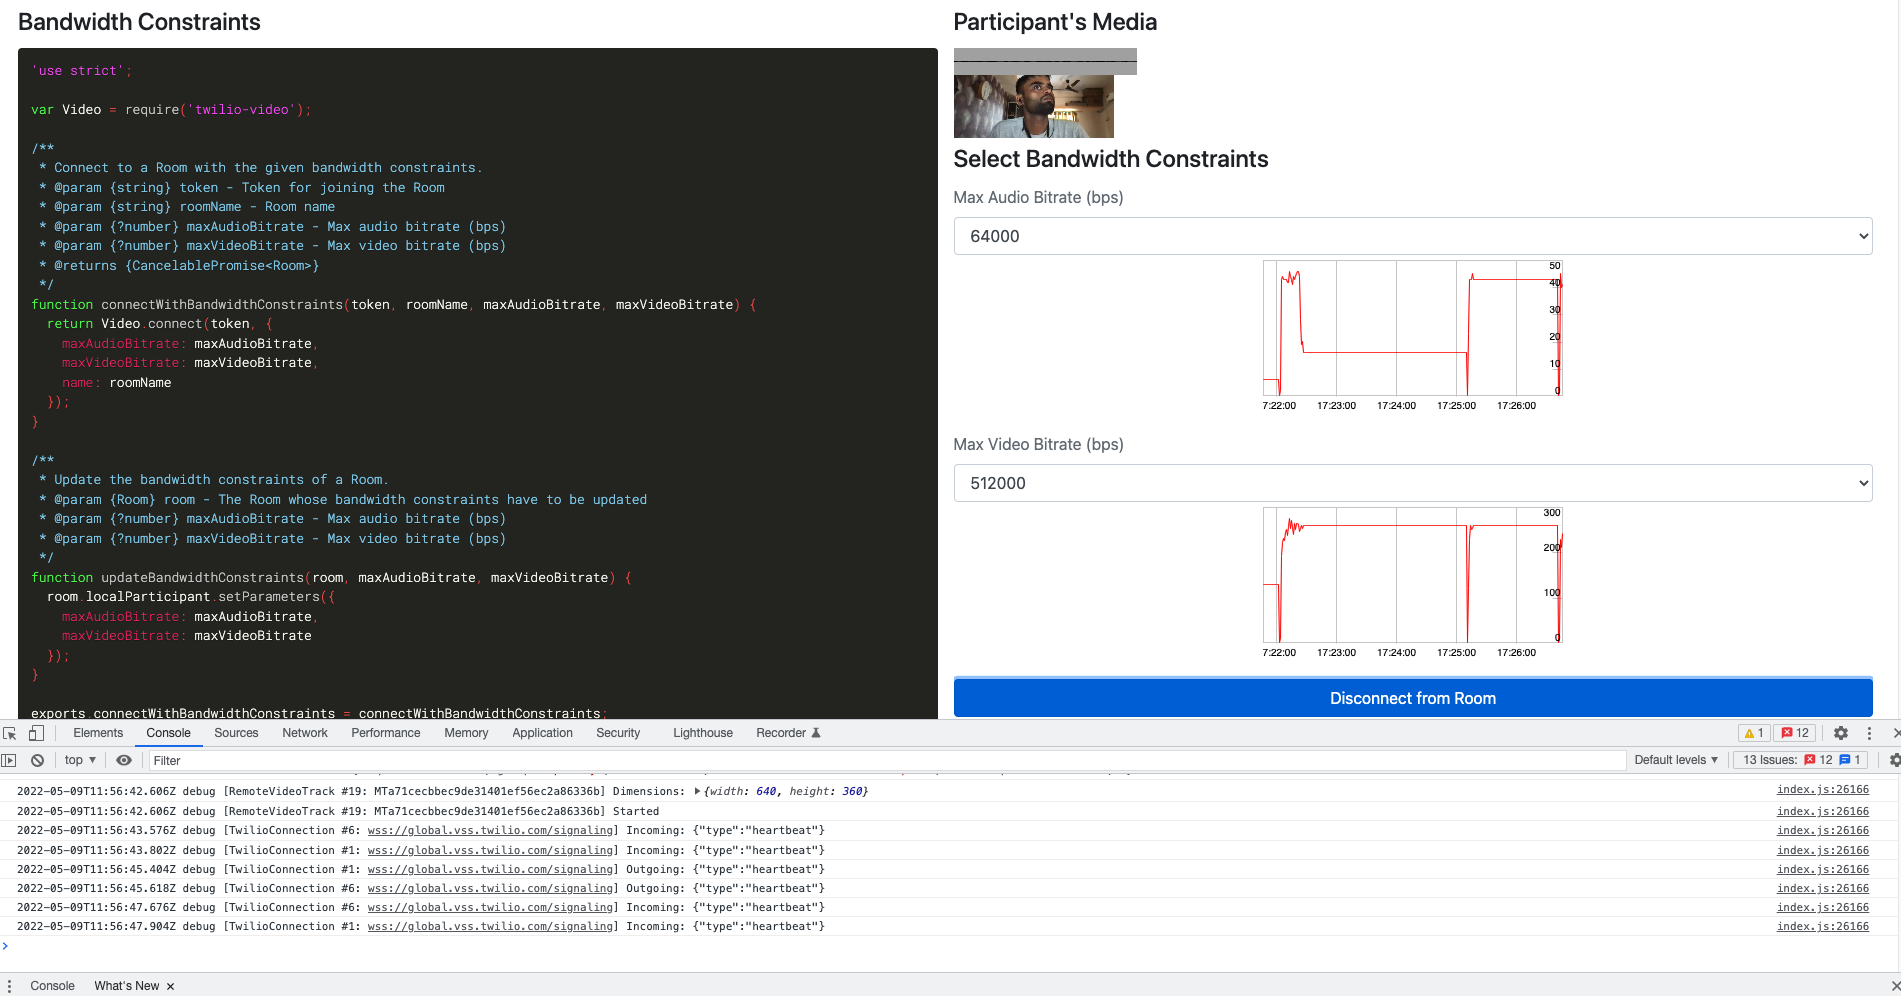 Bandwidth Constraints
'use strict';
var Video = require('twilio-video');
/**
* Connect to a Room with the given bandwidth constraints.
* @param {string} token - Token for joining the Room
* @param {string} roomName - Room name
* @param {?number} maxAudioBitrate - Max audio bitrate (bps)
* @param {?number} maxVideoBitrate - Max video bitrate (bps)
* @returns {CancelablePromise<Room>}
*/
function connectWithBandwidthConstraints(token, roomName, maxAudioBitrate, maxVideoBitrate) {
return Video.connect(token, {
maxAudioBitrate: maxAudioBitrate,
maxVideoBitrate: maxVideoBitrate,
name: roomName
});
}
/**
* Update the bandwidth constraints of a Room.
* @param {Room} room - The Room whose bandwidth constraints have to be updated
* @param {?number} maxAudioBitrate - Max audio bitrate (bps)
* @param {?number} maxVideoBitrate - Max video bitrate (bps)
*/
function updateBandwidthConstraints(room, maxAudioBitrate, maxVideoBitrate) {
room.localParticipant.setParameters({
maxAudioBitrate: maxAudioBitrate,
maxVideoBitrate: maxVideoBitrate
});
}
exports.connectWithBandwidthConstraints = connectWithBandwidthConstraints;
Participant's Media
Select Bandwidth Constraints
Max Audio Bitrate (bps)
64000
50
40
30
20
10
0
7:22:00 17:23:00 17:24:00 17:25:00 17:26:00
Max Video Bitrate (bps)
512000
300
200
100
0
7:22:00 17:23:00 17:24:00 17:25:00 17:26:00
Disconnect from Room
Elements Console Sources Network Performance Memory Application Security Lighthouse Recorder 1 12
top Filter Default levels 13 Issues: 12 1
2022-05-09T11:56:42.606Z debug [RemoteVideoTrack #19: MTa71cecbbec9de31401ef56ec2a86336b] Dimensions: {width: 640, height: 360} index.js:26166
2022-05-09T11:56:42.606Z debug [RemoteVideoTrack #19: MTa71cecbbec9de31401ef56ec2a86336b] Started index.js:26166
2022-05-09T11:56:43.576Z debug [TwilioConnection #6: wss://global.vss.twilio.com/signaling] Incoming: {"type":"heartbeat"} index.js:26166
2022-05-09T11:56:43.802Z debug [TwilioConnection #1: wss://global.vss.twilio.com/signaling] Incoming: {"type":"heartbeat"} index.js:26166
2022-05-09T11:56:45.404Z debug [TwilioConnection #1: wss://global.vss.twilio.com/signaling] Outgoing: {"type":"heartbeat"} index.js:26166
2022-05-09T11:56:45.618Z debug [TwilioConnection #6: wss://global.vss.twilio.com/signaling] Outgoing: {"type":"heartbeat"} index.js:26166
2022-05-09T11:56:47.676Z debug [TwilioConnection #6: wss://global.vss.twilio.com/signaling] Incoming: {"type":"heartbeat"} index.js:26166
2022-05-09T11:56:47.904Z debug [TwilioConnection #1: wss://global.vss.twilio.com/signaling] Incoming: {"type":"heartbeat"} index.js:26166
Console What's New